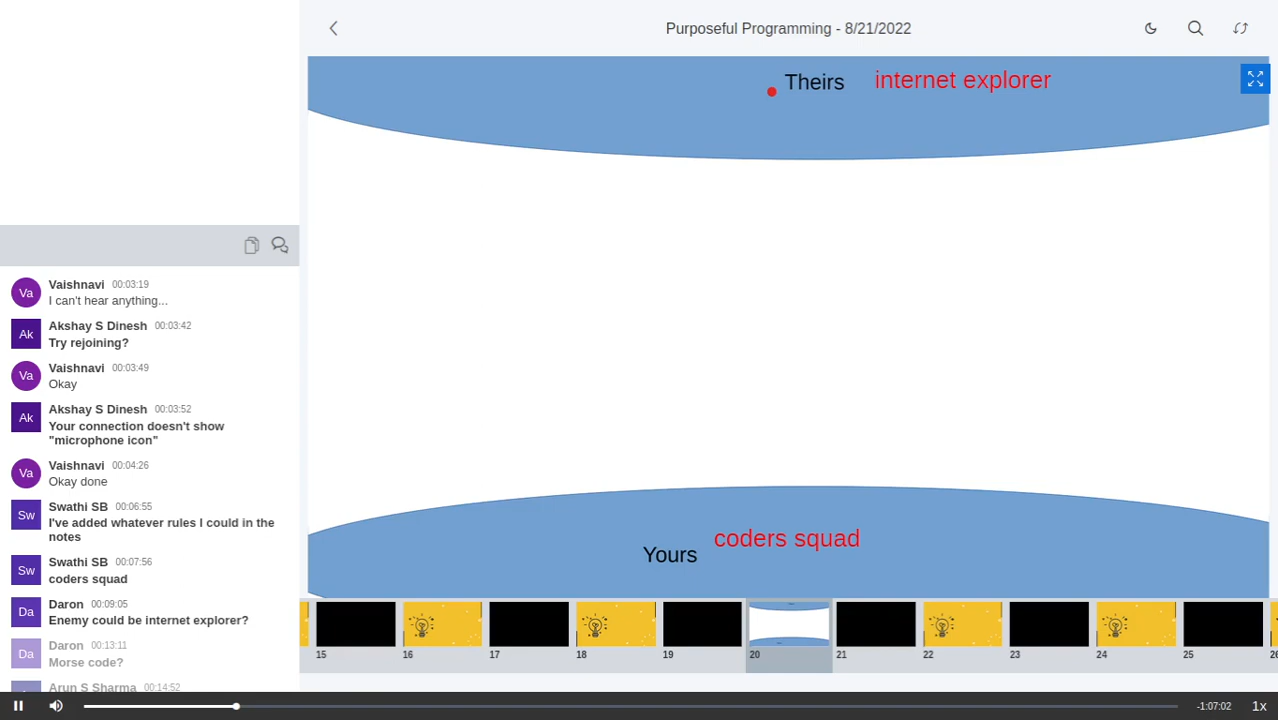 Purposeful Programming - 8/21/2022
Theirs internet explorer
coders squad
Yours
Va Vaishnavi 00:03:19
I can't hear anything...
Ak Akshay S Dinesh 00:03:42
Try rejoining?
Va Vaishnavi 00:03:49
Okay
Ak Akshay S Dinesh 00:03:52
Your connection doesn't show
"microphone icon"
Va Vaishnavi 00:04:26
Okay done
Sw Swathi SB 00:06:55
I've added whatever rules I could in the
notes
Sw Swathi SB 00:07:56
coders squad
Da Daron 00:09:05
Enemy could be internet explorer?
Da Daron 00:13:11
Morse code?
Arun S Sharma 00:14:52
15 16 17 18 19 20 21 22 23 24 25 26
-1:07:02 1x